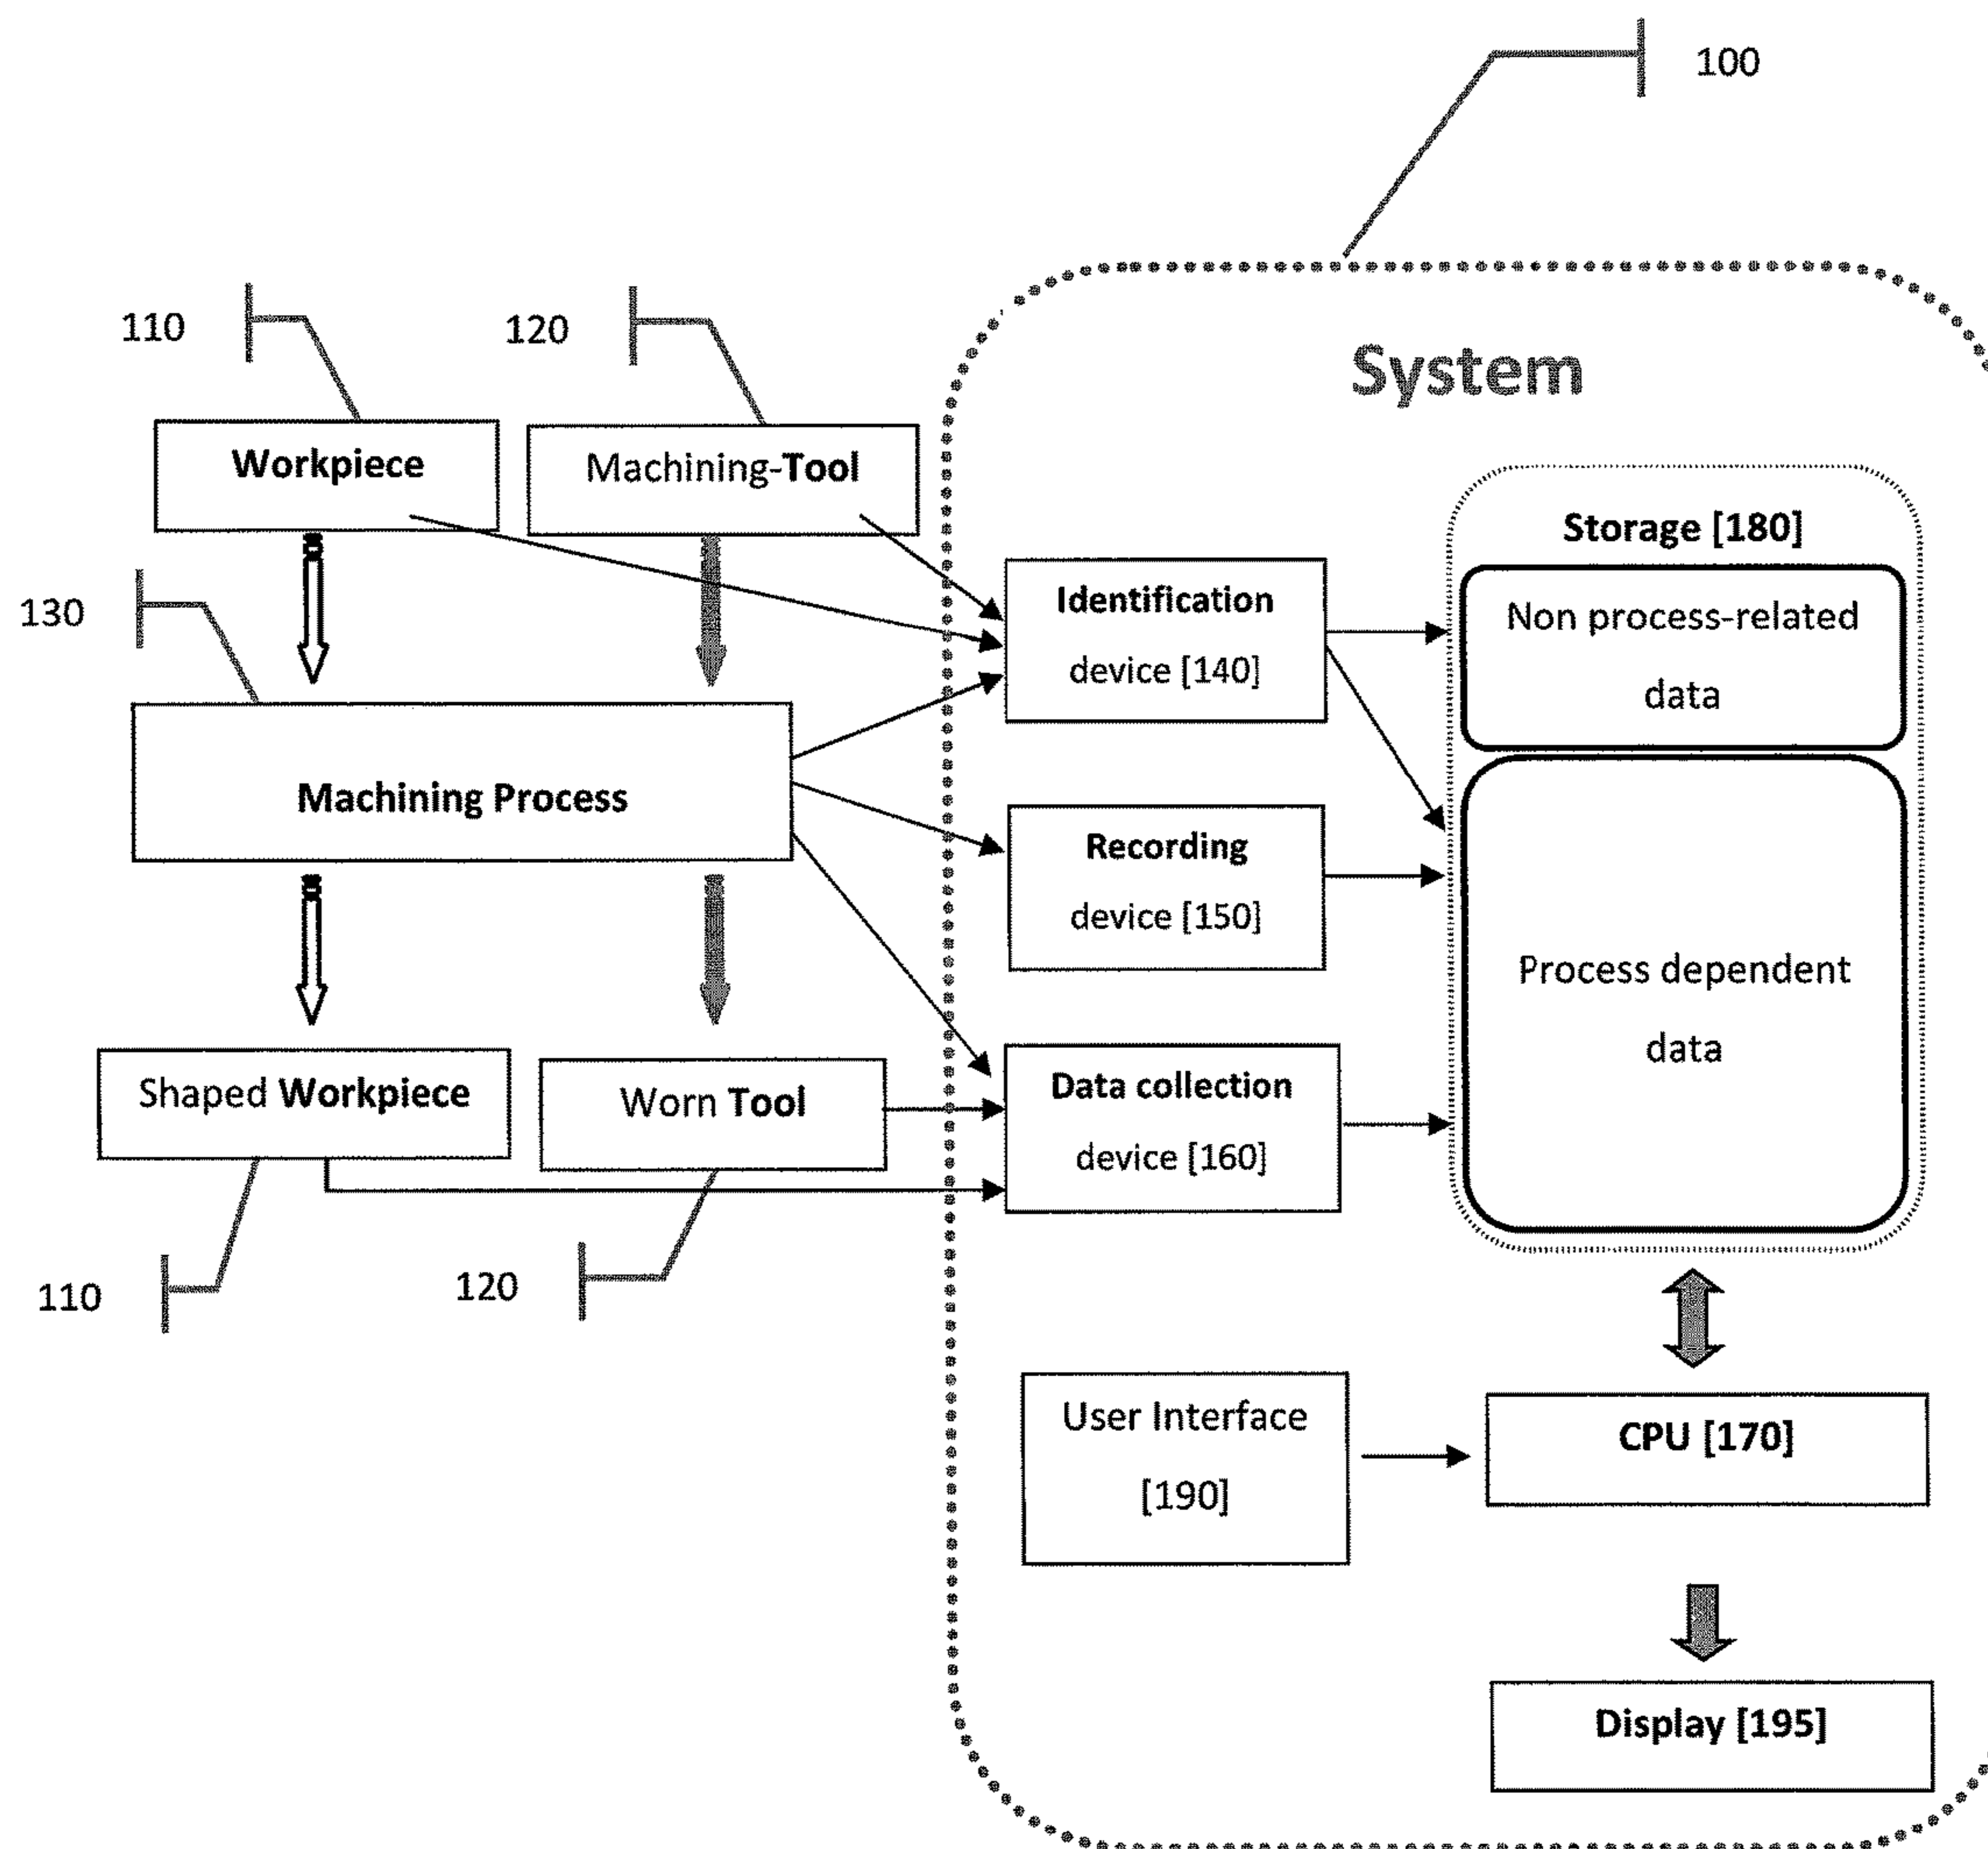 100
110
120
System
Workpiece
Machining-Tool
Storage [180]
130
Identification
device [140]
Non process-related
data
Machining Process
Recording
device [150]
Process dependent
data
Shaped Workpiece
Worn Tool
Data collection
device [160]
110
120
User Interface
[190]
CPU [170]
Display [195]